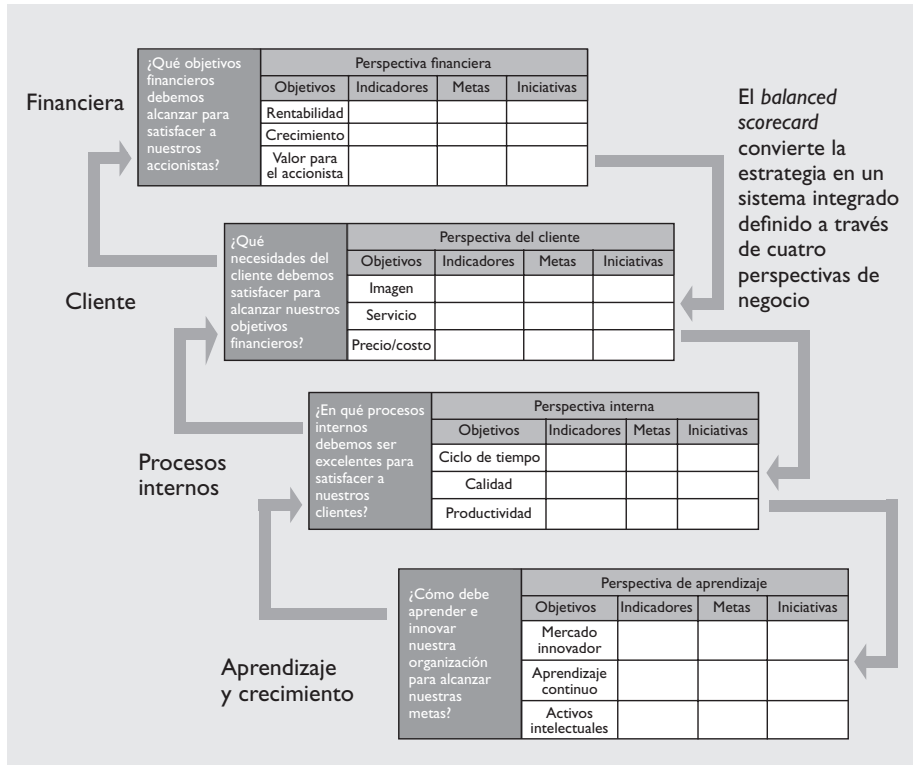 Financiera
¿Qué objetivos
financieros
debemos
alcanzar para
satisfacer a
nuestros
accionistas?
Perspectiva financiera
Objetivos Indicadores Metas Iniciativas
Rentabilidad
Crecimiento
Valor para
el accionista
El balanced
scorecard
convierte la
estrategia en un
sistema integrado
definido a través
de cuatro
perspectivas de
negocio
Cliente
¿Qué
necesidades del
cliente debemos
satisfacer para
alcanzar nuestros
objetivos
financieros?
Perspectiva del cliente
Objetivos Indicadores Metas Iniciativas
Imagen
Servicio
Precio/costo
Procesos
internos
¿En qué procesos
internos
debemos ser
excelentes para
satisfacer a
nuestros
clientes?
Perspectiva interna
Objetivos Indicadores Metas Iniciativas
Ciclo de tiempo
Calidad
Productividad
Aprendizaje
y crecimiento
¿Cómo debe
aprender e
innovar
nuestra
organización
para alcanzar
nuestras
metas?
Perspectiva de aprendizaje
Objetivos Indicadores Metas Iniciativas
Mercado
innovador
Aprendizaje
continuo
Activos
intelectuales